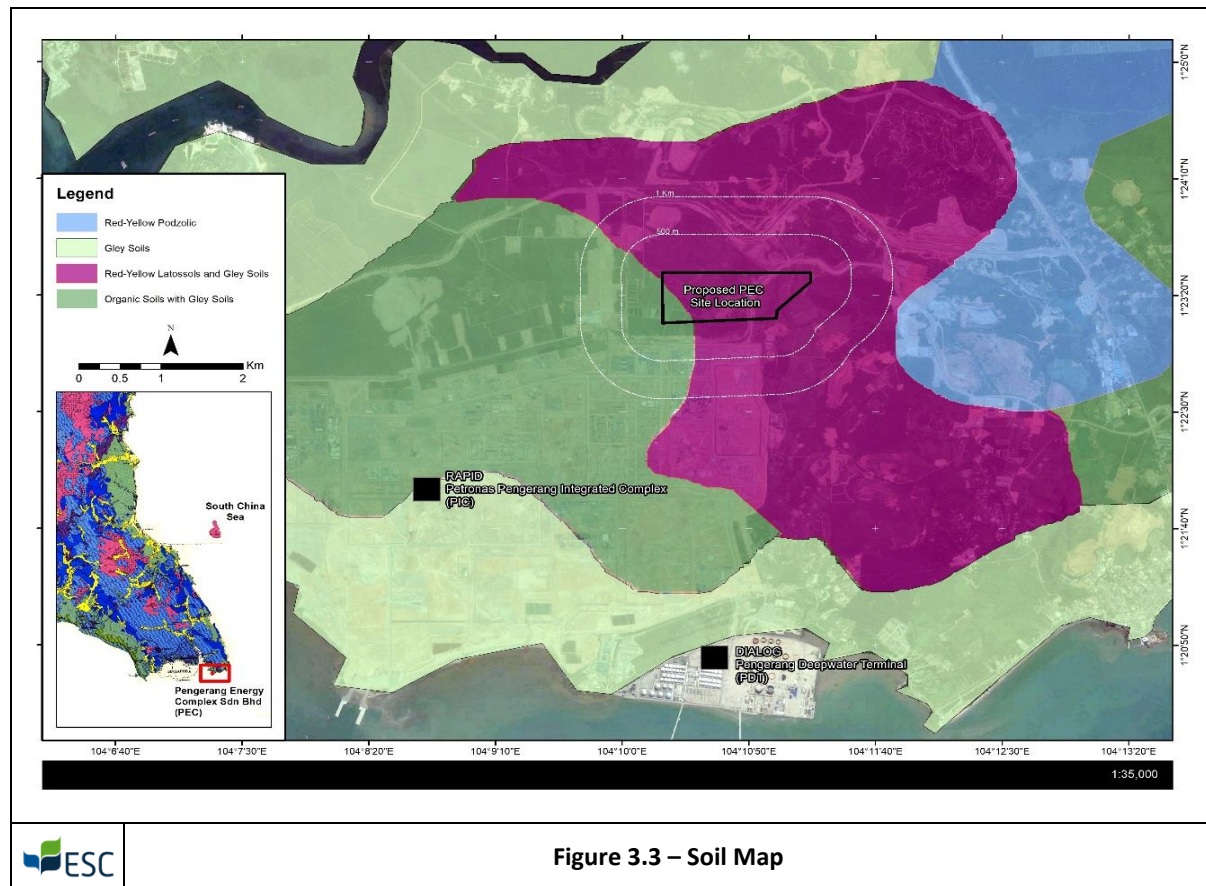 1°25'0"N
1°24'10"N
1°23'20"N
1°22'30"N
1°21'40"N
1°20'50"N
Legend
Red-Yellow Podzolic
Gley Soils
Red-Yellow Latossols and Gley Soils
Organic Soils with Gley Soils
N
Km
0 0.5 1 2
South China
Sea
Pengerang Energy
Complex Sdn Bhd
(PEC)
1 Km
500 m
Proposed PEC
Site Location
RAPID
Petronas Pengerang Integrated Complex
(PIC)
DIALOG
Pengerang Deepwater Terminal
(PDT)
104°6'40"E 104°7'30"E 104°8'20"E 104°9'10"E 104°10'0"E 104°10'50"E 104°11'40"E 104°12'30"E 104°13'20"E
1:35,000
ESC
Figure 3.3 – Soil Map